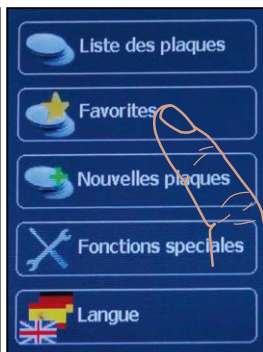 Liste des plaques
Favorites
Nouvelles plaques
Fonctions speciales
Langue